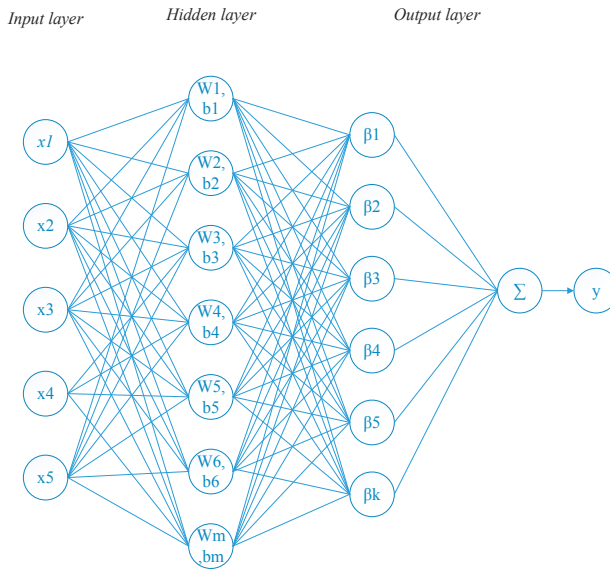 Input layer
Hidden layer
Output layer
x1
x2
x3
x4
x5
W1,
b1
W2,
b2
W3,
b3
W4,
b4
W5,
b5
W6,
b6
Wm
,bm
β1
β2
β3
β4
β5
βk
Σ
y